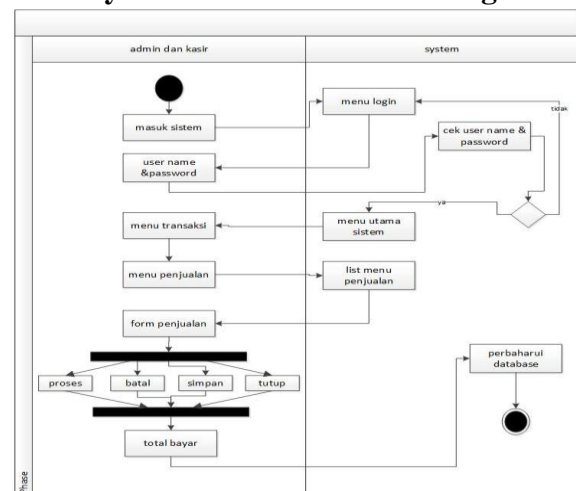 admin dan kasir
system
masuk sistem
menu login
tidak
cek user name &
password
user name
&password
ya
menu transaksi
menu utama
sistem
menu penjualan
list menu
penjualan
form penjualan
proses
batal
simpan
tutup
perbaharui
database
total bayar
Phase